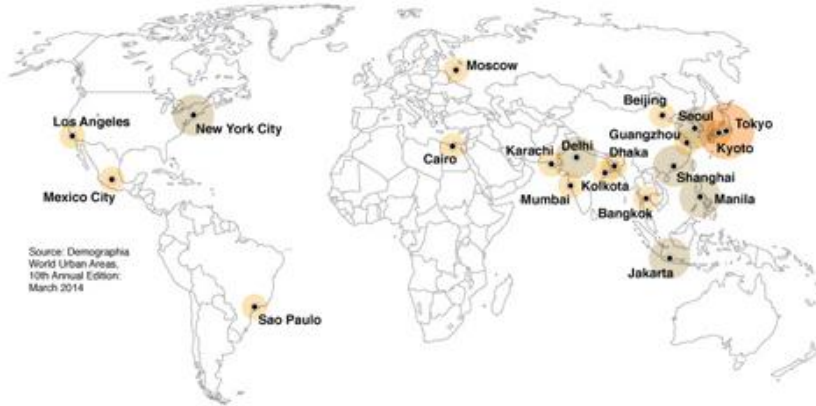 Moscow
Beijing
Seoul
Los Angeles
Tokyo
New York City
Guangzhou
Delhi
Dhaka
Kyoto
Cairo
Karachi
Shanghai
Kolkota
Mexico City
Mumbai
Manila
Bangkok
Source: Demographia
World Urban Areas,
10th Annual Edition:
March 2014
Jakarta
Sao Paulo